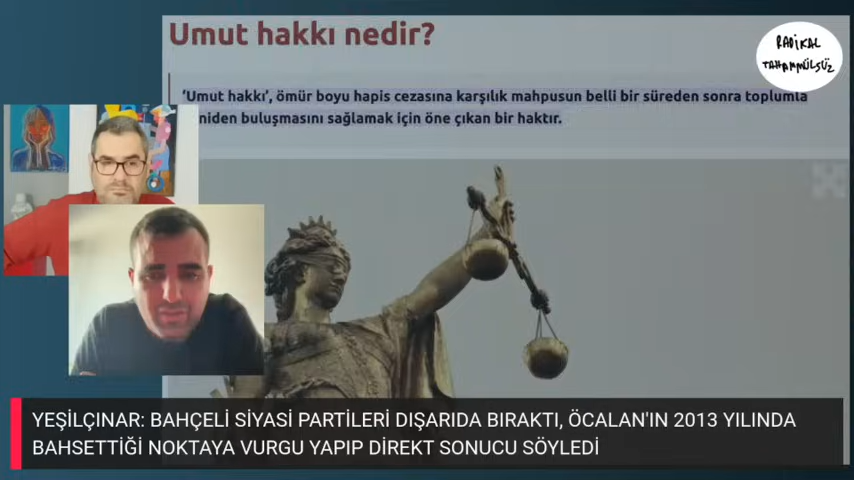 Umut hakkı nedir?
RADİKAL
TAHAMMÜLSÜZ
'Umut hakkı', ömür boyu hapis cezasına karşılık mahpusun belli bir süreden sonra toplumla
niden buluşmasını sağlamak için öne çıkan bir haktır.
YEŞİLÇINAR: BAHÇELİ SİYASİ PARTİLERİ DIŞARIDA BIRAKTI, ÖCALAN'IN 2013 YILINDA
BAHSETTİĞİ NOKTAYA VURGU YAPIP DİREKT SONUCU SÖYLEDİ